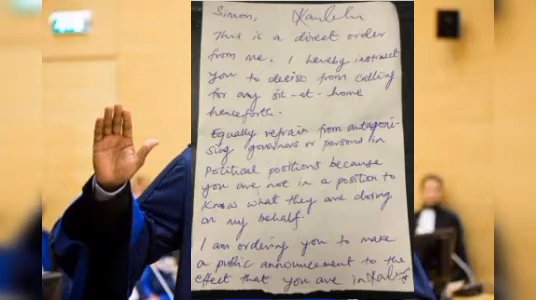 Simon,
This is a direct order
from me. I hereby instruct
you to desist from calling
for any sit-at-home
henceforth.
Equally refrain from antagoni-
sing governors or persons in
Political positions because
you are not in a position to
know what they are doing
on my behalf.
I am ordering you to make
a public announcement to the
effect that you are in